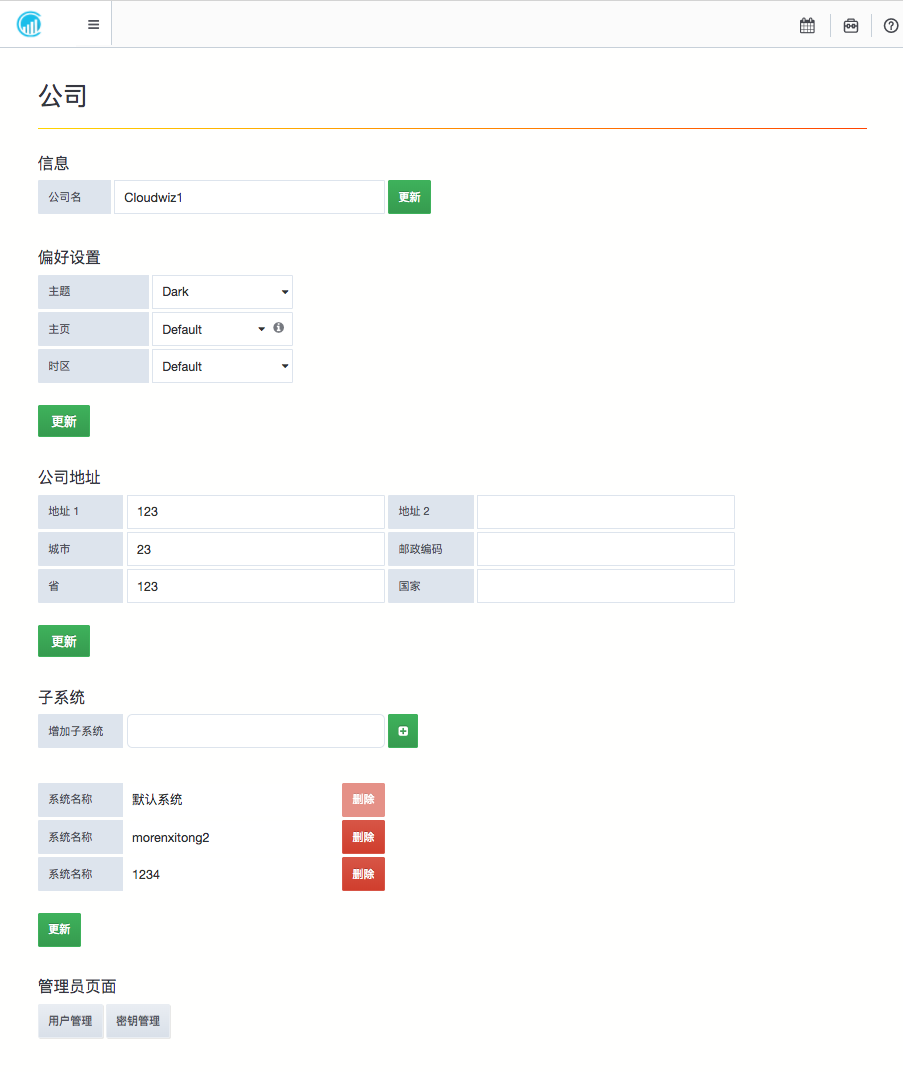 公司
信息
公司名 Cloudwiz1 更新
偏好设置
主题 Dark
主页 Default
时区 Default
更新
公司地址
地址 1 123 地址 2
城市 23 邮政编码
省 123 国家
更新
子系统
增加子系统
系统名称 默认系统 删除
系统名称 morenxitong2 删除
系统名称 1234 删除
更新
管理员页面
用户管理 密钥管理